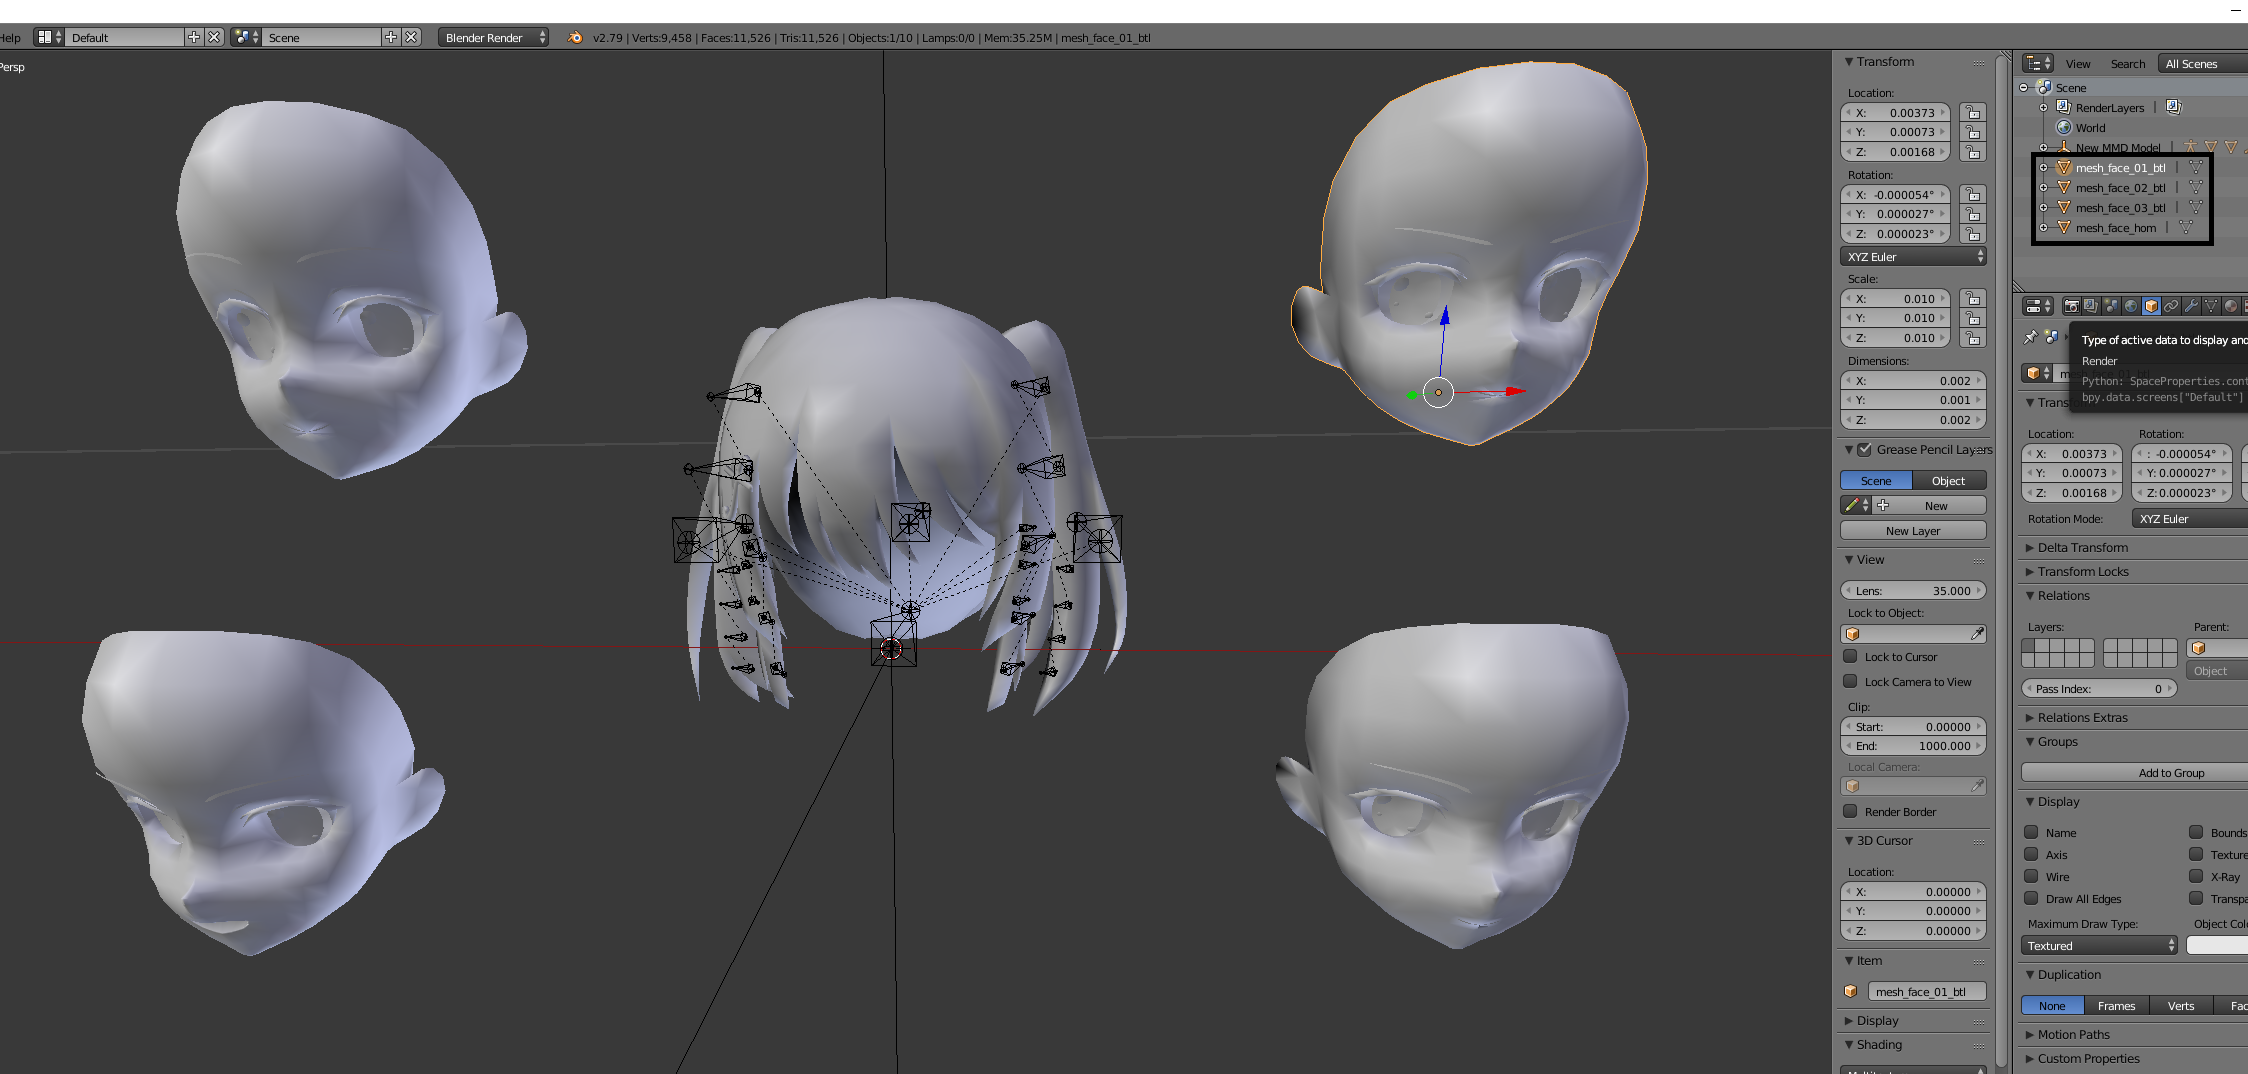 Help Default Scene Blender Render v2.79 | Verts:9,458 | Faces:11,526 | Tris:11,526 | Objects:1/10 | Lamps:0/0 | Mem:35.25M | mesh_face_01_btl
Persp
Transform
Location:
X: 0.00373
Y: 0.00073
Z: 0.00168
Rotation:
X: -0.000054°
Y: 0.000027°
Z: 0.000023°
XYZ Euler
Scale:
X: 0.010
Y: 0.010
Z: 0.010
Dimensions:
X: 0.002
Y: 0.001
Z: 0.002
Grease Pencil Layers
Scene Object
New
New Layer
View
Lens: 35.000
Lock to Object:
Lock to Cursor
Lock Camera to View
Clip:
Start: 0.00000
End: 1000.000
Local Camera:
Render Border
3D Cursor
Location:
X: 0.00000
Y: 0.00000
Z: 0.00000
Item
mesh_face_01_btl
Display
Shading
View Search All Scenes
Scene
RenderLayers |
World
New MMD Model |
mesh_face_01_btl |
mesh_face_02_btl |
mesh_face_03_btl |
mesh_face_hom |
Type of active data to display and
Render
Python: SpaceProperties.cont
bpy.data.screens["Default"]
Trans
Location: Rotation:
X: 0.00373 : -0.000054°
Y: 0.00073 Y: 0.000027°
Z: 0.00168 Z: 0.000023°
Rotation Mode: XYZ Euler
Delta Transform
Transform Locks
Relations
Layers: Parent:
Object
Pass Index: 0
Relations Extras
Groups
Add to Group
Display
Name Bounds
Axis Texture
Wire X-Ray
Draw All Edges Transpa
Maximum Draw Type: Object Colo
Textured
Duplication
None Frames Verts Fac
Motion Paths
Custom Properties